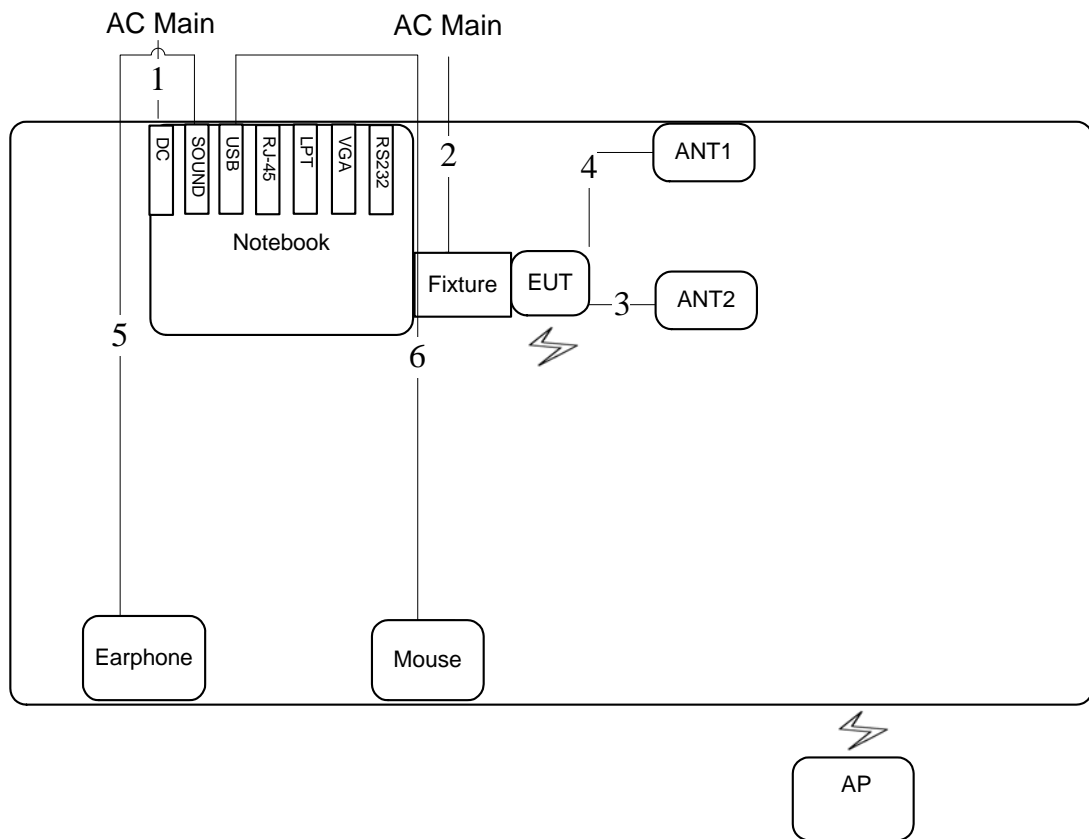 AC Main
AC Main
1
DC
SOUND
USB
RJ-45
LPT
VGA
RS232
2
4
ANT1
Notebook
Fixture
EUT
3
ANT2
5
6
Earphone
Mouse
AP